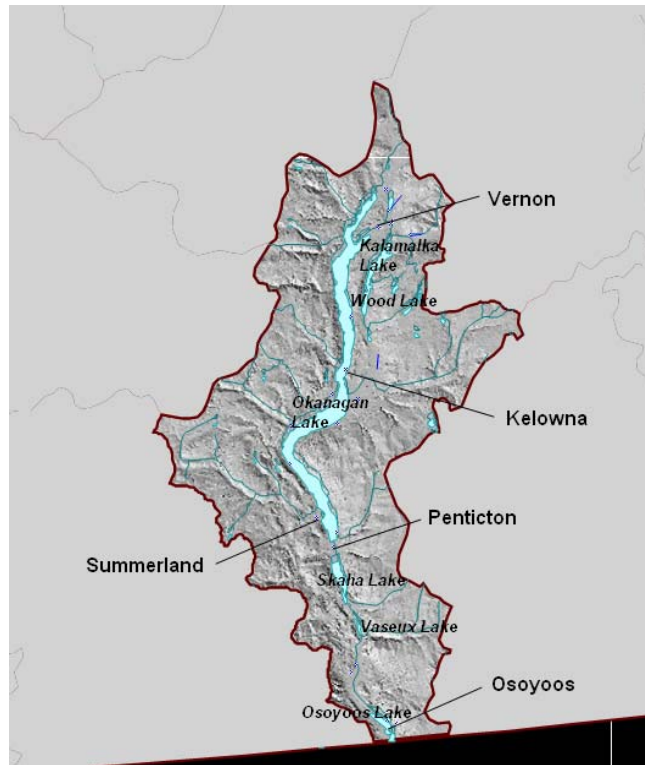 Vernon
Kalamalka
Lake
Wood Lake
Okanagan
Lake
Kelowna
Penticton
Summerland
Skaha Lake
Vaseux Lake
Osoyoos
Osoyoos Lake